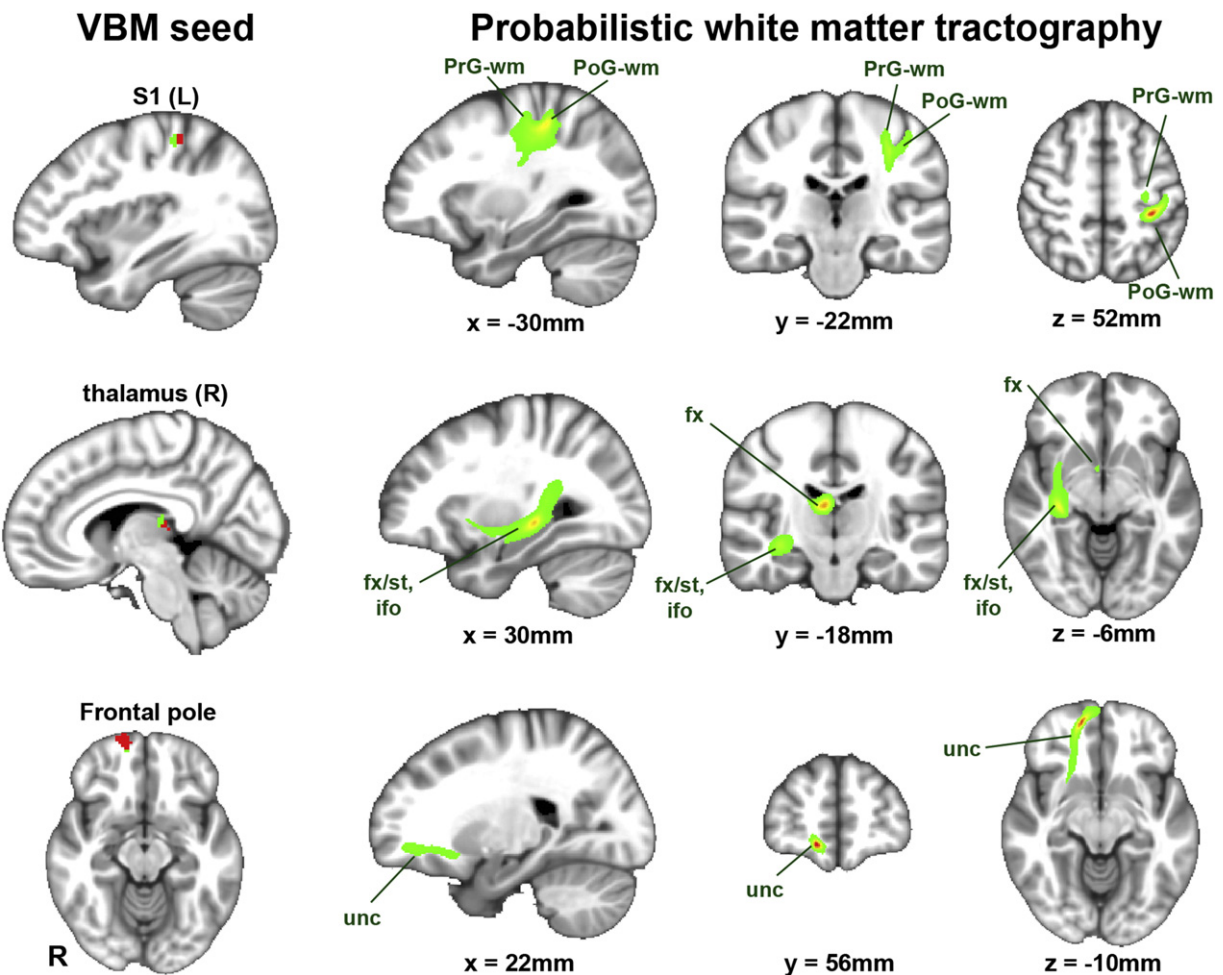 VBM seed
Probabilistic white matter tractography
S1 (L)
PrG-wm
PoG-wm
PrG-wm
PoG-wm
PrG-wm
PoG-wm
x = -30mm
y = -22mm
z = 52mm
thalamus (R)
fx
fx
fx/st,
ifo
fx/st,
ifo
fx/st,
ifo
x = 30mm
y = -18mm
z = -6mm
Frontal pole
unc
unc
unc
R
x = 22mm
y = 56mm
z = -10mm